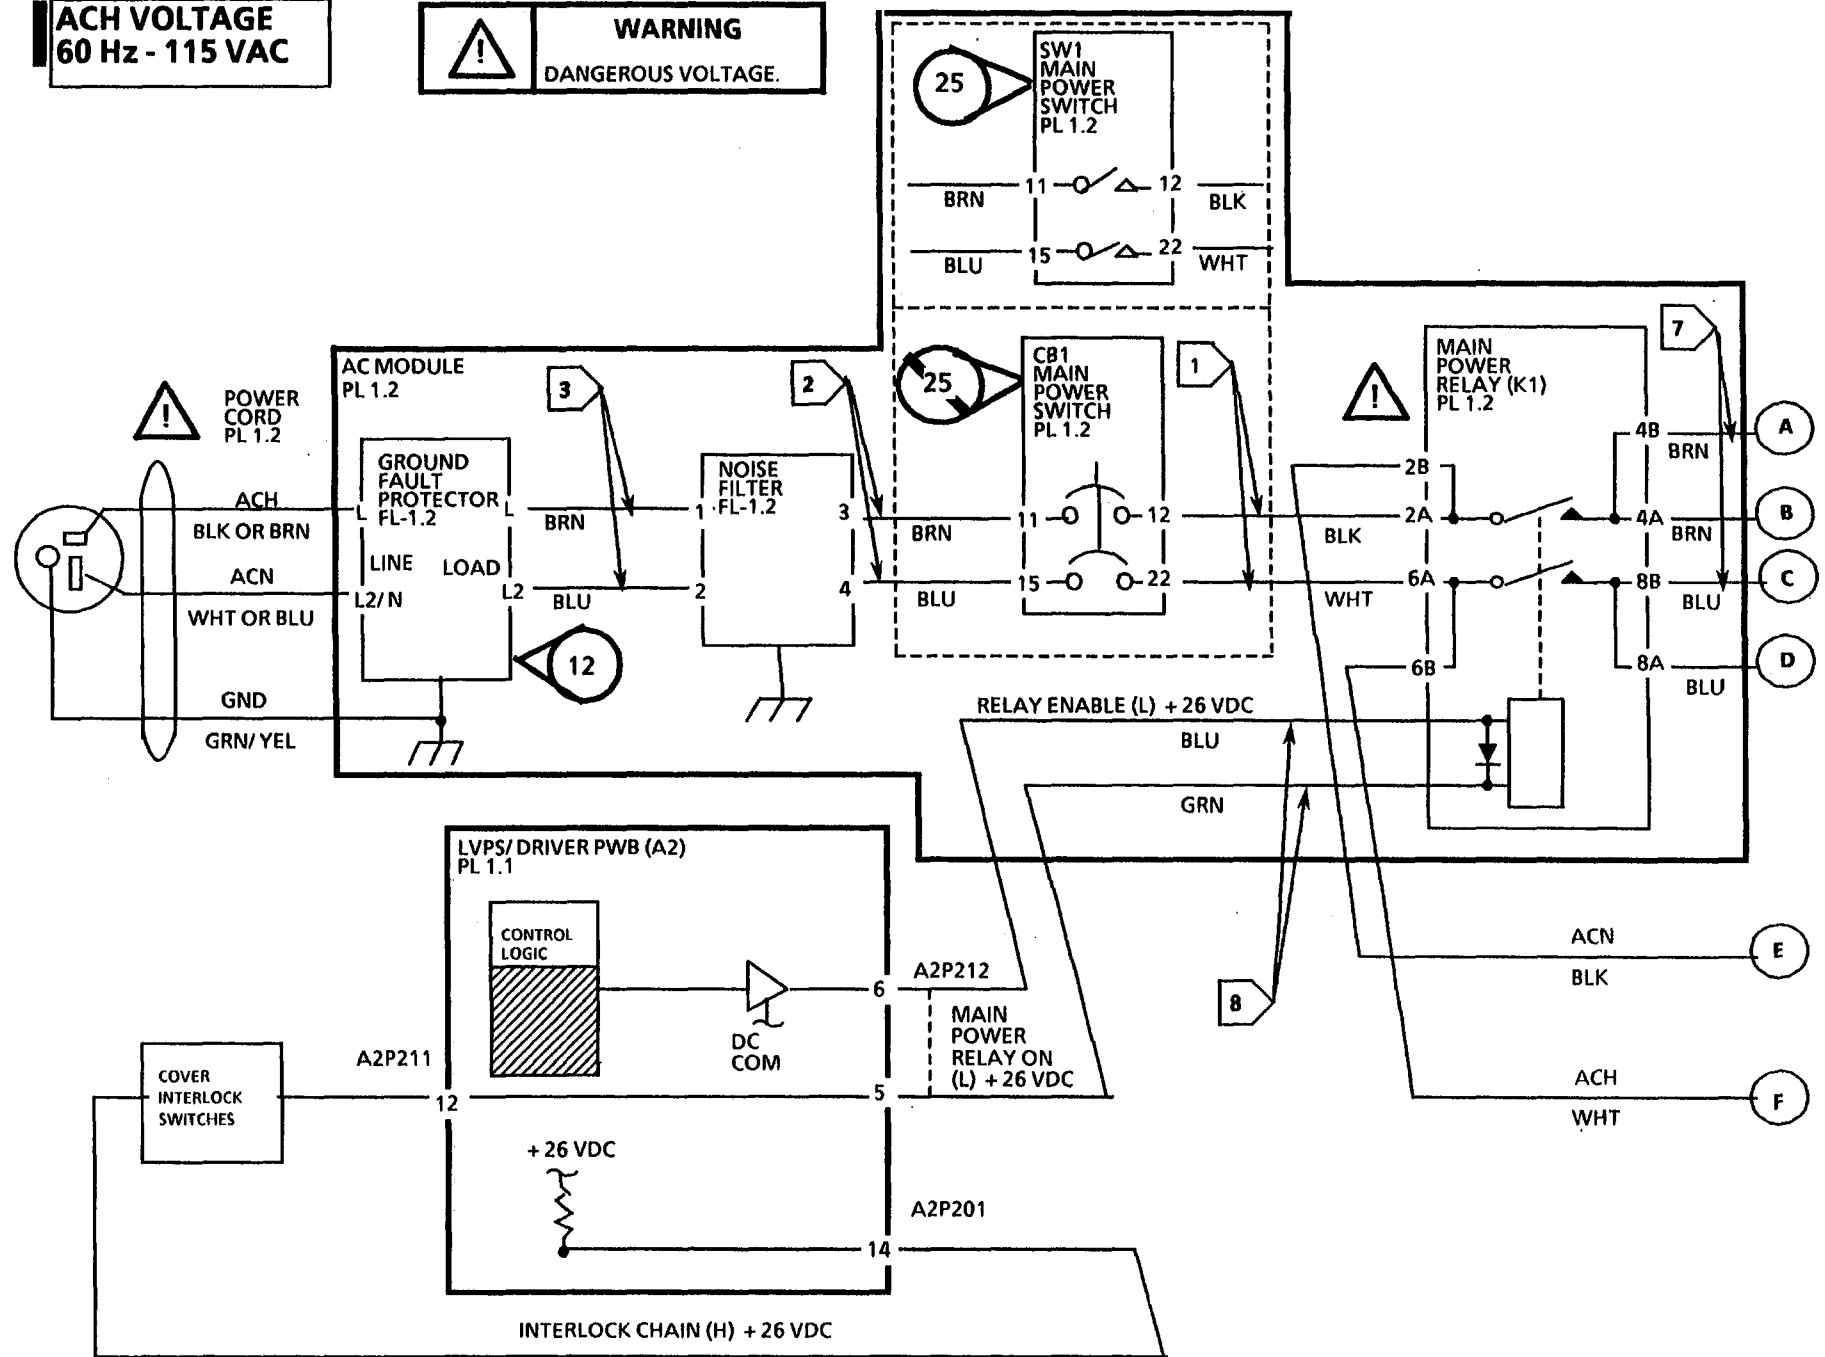 ACH VOLTAGE
60 Hz - 115 VAC
!
WARNING
DANGEROUS VOLTAGE.
25
SW1
MAIN
POWER
SWITCH
PL 1.2
11
12
BRN
BLK
15
22
BLU
WHT
AC MODULE
PL 1.2
3
2
25
CB1
MAIN
POWER
SWITCH
PL 1.2
1
!
MAIN
POWER
RELAY (K1)
PL 1.2
7
!
POWER
CORD
PL 1.2
GROUND
FAULT
PROTECTOR
FL-1.2
NOISE
FILTER
FL-1.2
4B
BRN
A
2B
ACH
L
L
BRN
1
3
BRN
11
12
BLK
2A
4A
BRN
B
BLK OR BRN
LINE
LOAD
ACN
L2/ N
L2
BLU
2
4
BLU
15
22
WHT
6A
8B
BLU
C
WHT OR BLU
12
6B
8A
BLU
D
GND
GRN/ YEL
RELAY ENABLE (L) + 26 VDC
BLU
GRN
LVPS/ DRIVER PWB (A2)
PL 1.1
CONTROL
LOGIC
6
A2P212
8
ACN
BLK
E
DC
COM
MAIN
POWER
RELAY ON
(L) + 26 VDC
A2P211
COVER
INTERLOCK
SWITCHES
12
5
ACH
WHT
F
+ 26 VDC
A2P201
14
INTERLOCK CHAIN (H) + 26 VDC